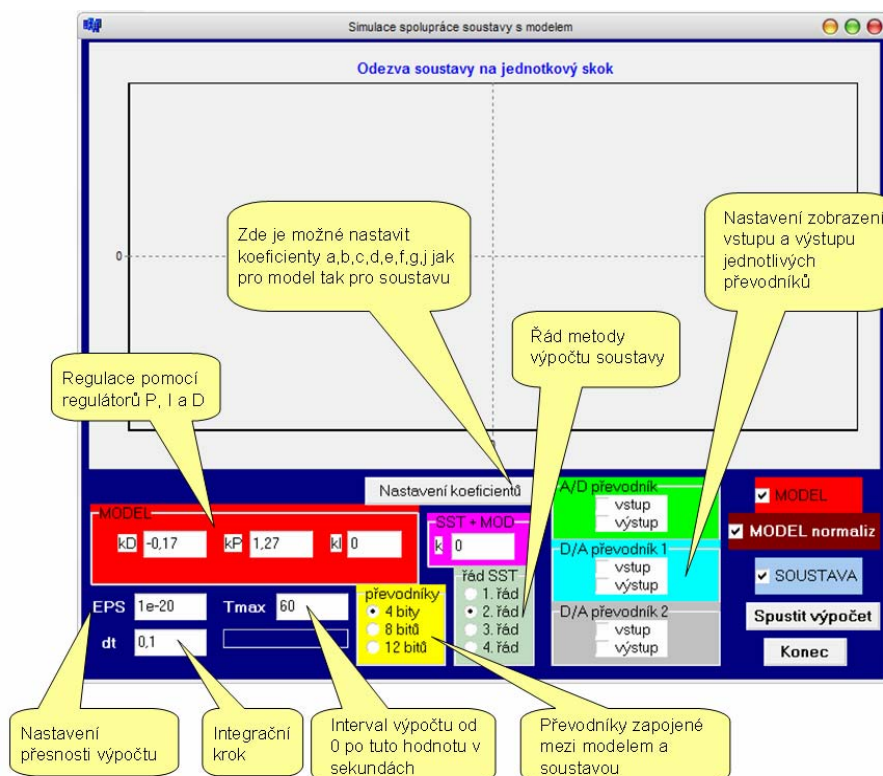 Simulace spolupráce soustavy s modelem
Odezva soustavy na jednotkový skok
Zde je možné nastavit
koeficienty a,b,c,d,e,f,g,j jak
pro model tak pro soustavu
Nastavení zobrazení
vstupu a výstupu
jednotlivých
převodníků
0
Řád metody
výpočtu soustavy
Regulace pomocí
regulátorů P, I a D
Nastavení koeficientů
MODEL
kD -0,17 kP 1,27 kI 0
SST + MOD
k 0
A/D převodník
vstup
výstup
D/A převodník 1
vstup
výstup
D/A převodník 2
vstup
výstup
MODEL
MODEL normaliz
SOUSTAVA
Spustit výpočet
Konec
řád SST
1. řád
2. řád
3. řád
4. řád
převodníky
4 bity
8 bitů
12 bitů
EPS 1e-20 Tmax 60
dt 0,1
Nastavení
přesnosti výpočtu
Integrační
krok
Interval výpočtu od
0 po tuto hodnotu v
sekundách
Převodníky zapojené
mezi modelem a
soustavou